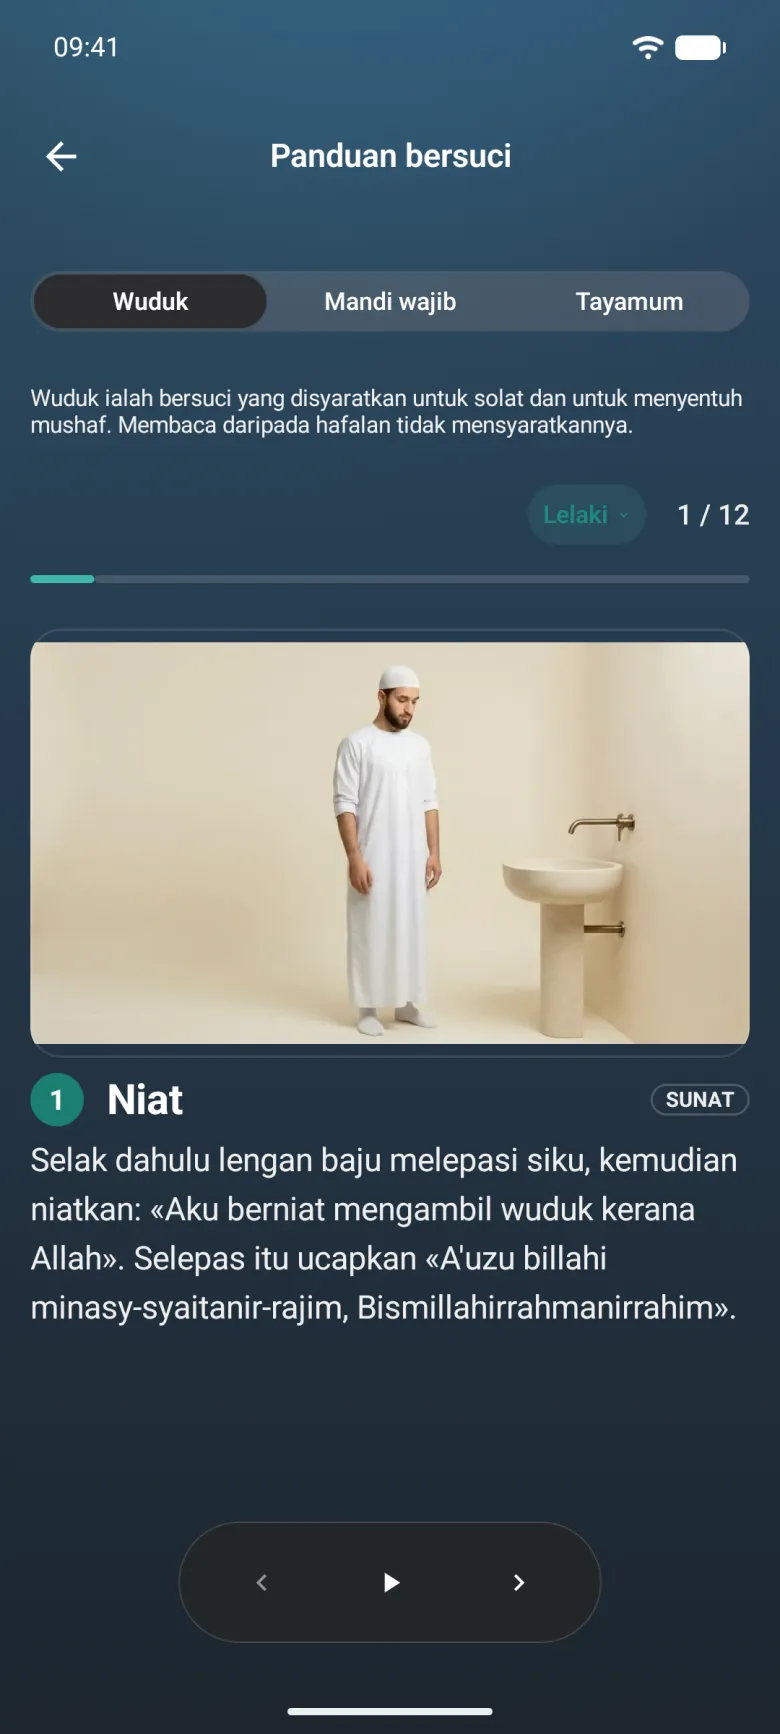 09:41
Panduan bersuci
Wuduk
Mandi wajib
Tayamum
Wuduk ialah bersuci yang disyaratkan untuk solat dan untuk menyentuh
mushaf. Membaca daripada hafalan tidak mensyaratkannya.
Lelaki
1 / 12
1
Niat
SUNAT
Selak dahulu lengan baju melepasi siku, kemudian
niatkan: «Aku berniat mengambil wuduk kerana
Allah». Selepas itu ucapkan «A'uzu billahi
minasy-syaitanir-rajim, Bismillahirrahmanirrahim».